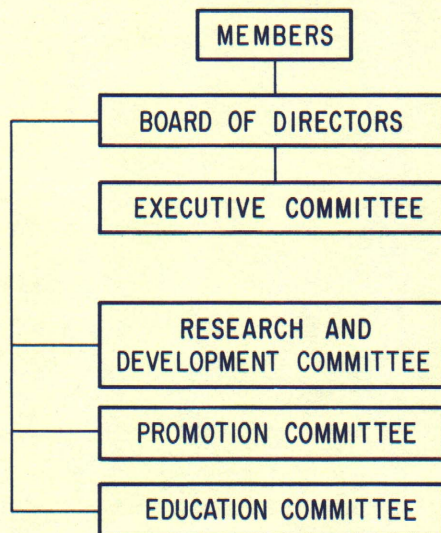 MEMBERS
BOARD OF DIRECTORS
EXECUTIVE COMMITTEE
RESEARCH AND
DEVELOPMENT COMMITTEE
PROMOTION COMMITTEE
EDUCATION COMMITTEE